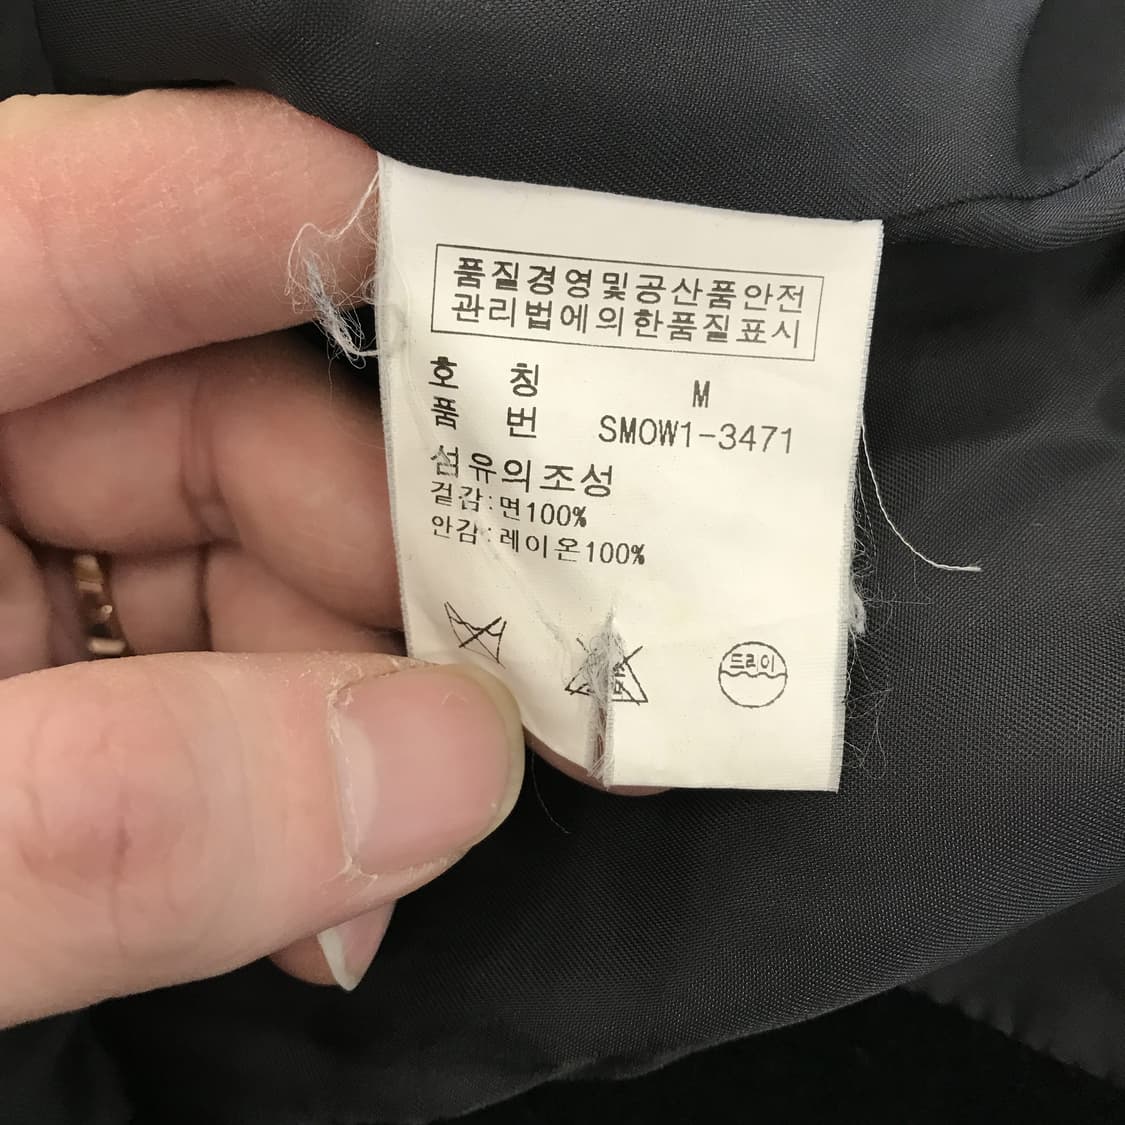 품질경영및공산품안전
관리법에의한품질표시
호 칭 M
품 번 SMOW1-3471
섬유의조성
겉감:면100%
안감:레이온100%
드라이